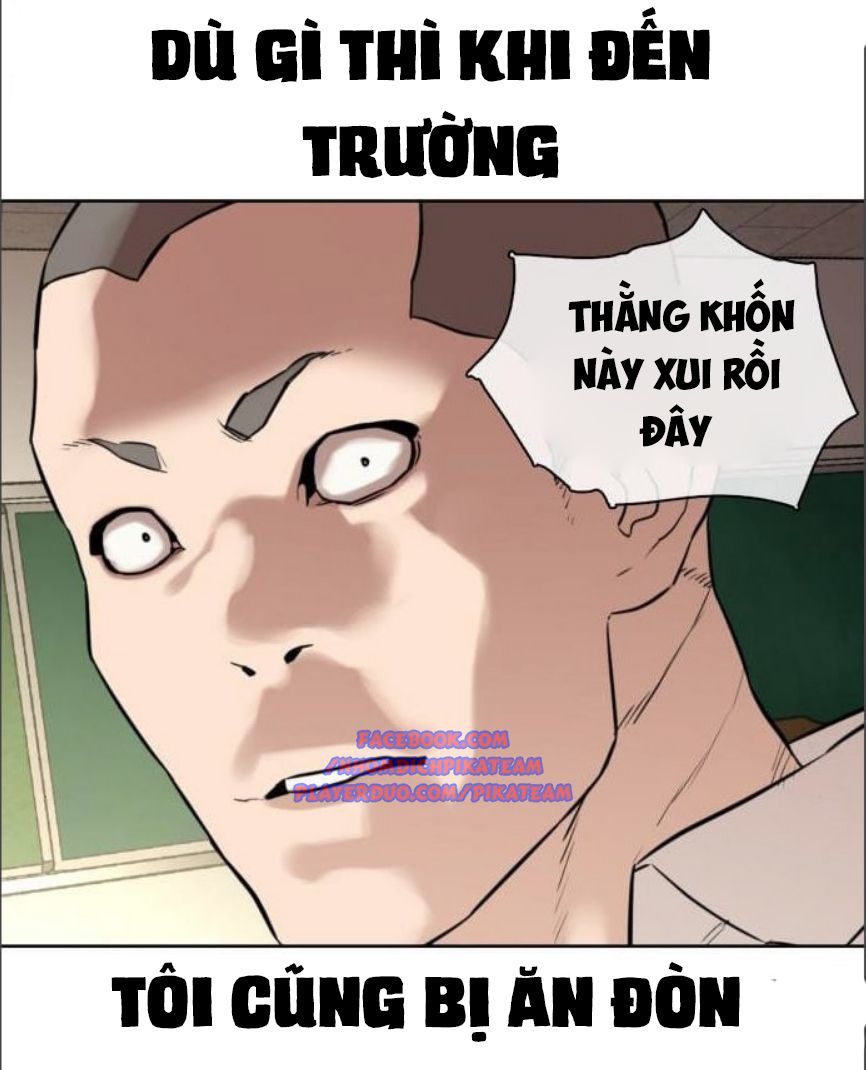 DÙ GÌ THÌ KHI ĐẾN
TRƯỜNG
THẰNG KHỐN
NÀY XUI RỒI
ĐÂY
FACEBOOK.COM
/XHOADICHPIKATEAM
PLAYERDUO.COM/PIKATEAM
TÔI CŨNG BỊ ĂN ĐÒN